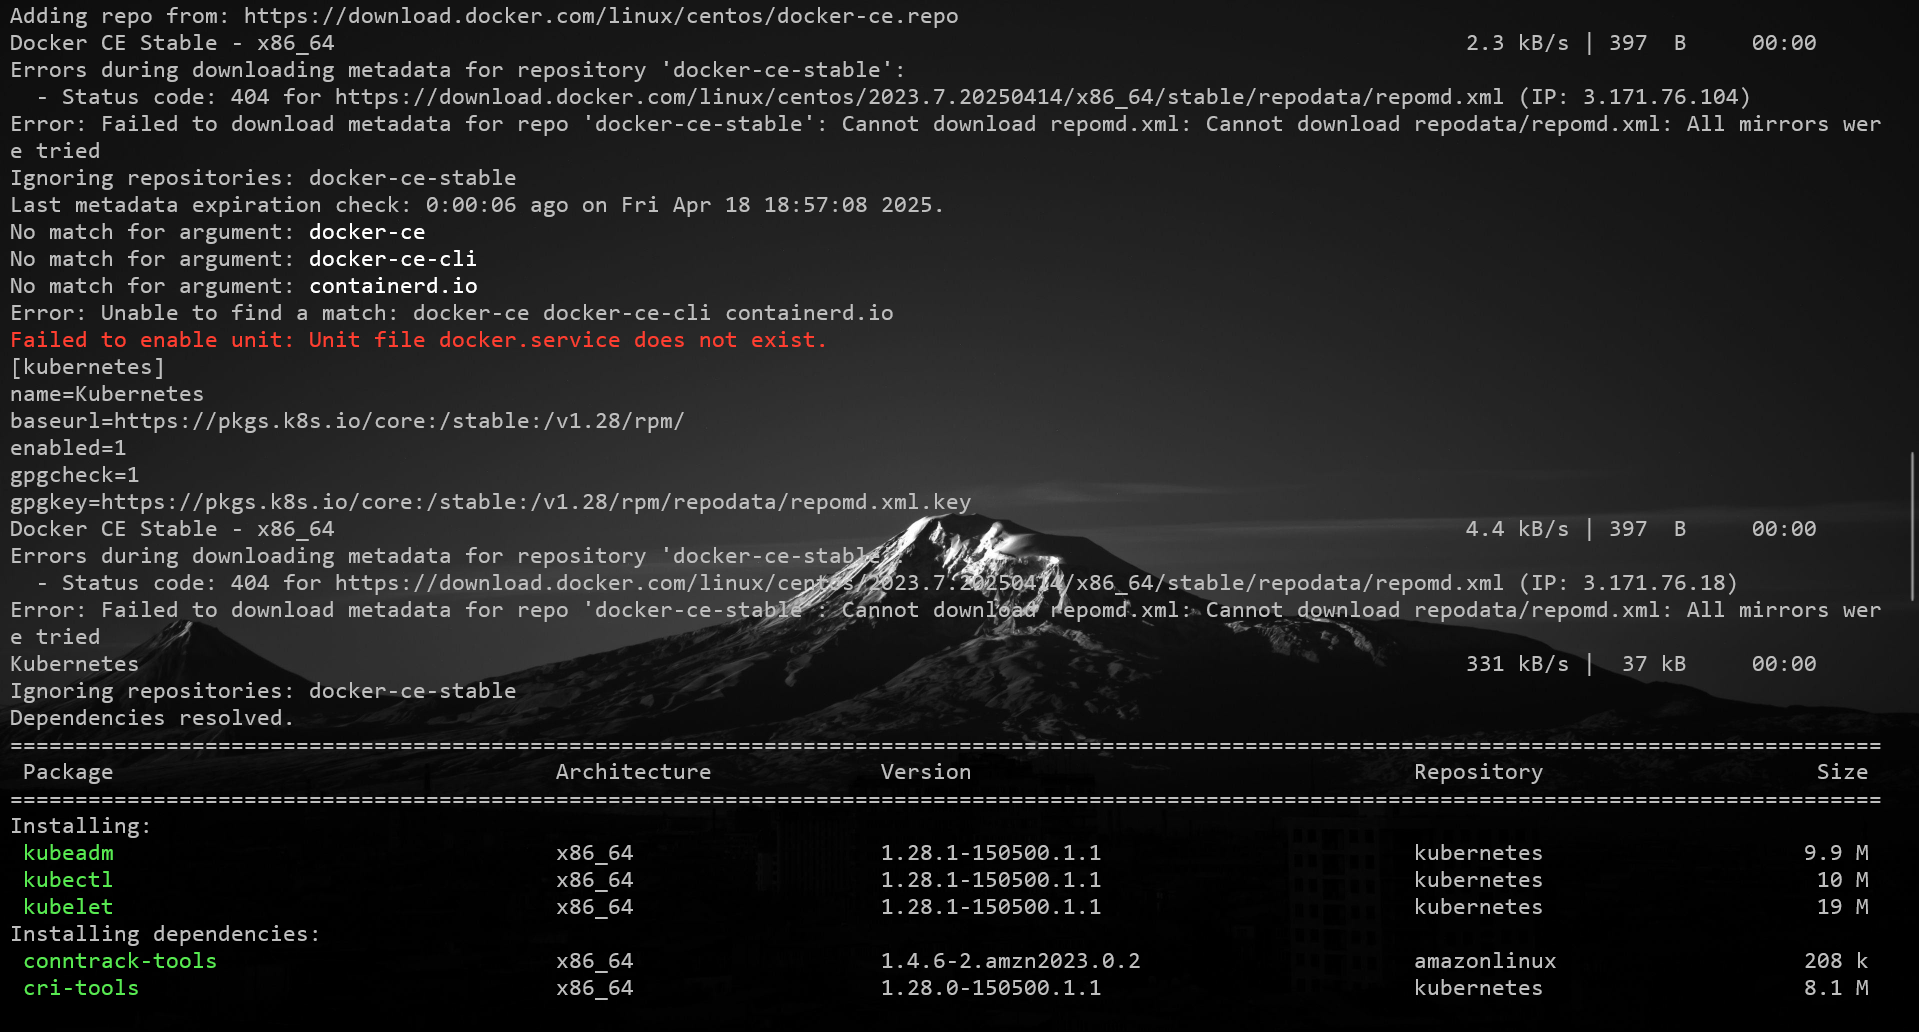 Adding repo from: https://download.docker.com/linux/centos/docker-ce.repo
Docker CE Stable - x86_64 2.3 kB/s | 397 B 00:00
Errors during downloading metadata for repository 'docker-ce-stable':
- Status code: 404 for https://download.docker.com/linux/centos/2023.7.20250414/x86_64/stable/repodata/repomd.xml (IP: 3.171.76.104)
Error: Failed to download metadata for repo 'docker-ce-stable': Cannot download repomd.xml: Cannot download repodata/repomd.xml: All mirrors wer
e tried
Ignoring repositories: docker-ce-stable
Last metadata expiration check: 0:00:06 ago on Fri Apr 18 18:57:08 2025.
No match for argument: docker-ce
No match for argument: docker-ce-cli
No match for argument: containerd.io
Error: Unable to find a match: docker-ce docker-ce-cli containerd.io
Failed to enable unit: Unit file docker.service does not exist.
[kubernetes]
name=Kubernetes
baseurl=https://pkgs.k8s.io/core:/stable:/v1.28/rpm/
enabled=1
gpgcheck=1
gpgkey=https://pkgs.k8s.io/core:/stable:/v1.28/rpm/repodata/repomd.xml.key
Docker CE Stable - x86_64 4.4 kB/s | 397 B 00:00
Errors during downloading metadata for repository 'docker-ce-stable':
- Status code: 404 for https://download.docker.com/linux/centos/2023.7.20250414/x86_64/stable/repodata/repomd.xml (IP: 3.171.76.18)
Error: Failed to download metadata for repo 'docker-ce-stable': Cannot download repomd.xml: Cannot download repodata/repomd.xml: All mirrors wer
e tried
Kubernetes 331 kB/s | 37 kB 00:00
Ignoring repositories: docker-ce-stable
Dependencies resolved.
================================================================================================================================================
Package Architecture Version Repository Size
================================================================================================================================================
Installing:
kubeadm x86_64 1.28.1-150500.1.1 kubernetes 9.9 M
kubectl x86_64 1.28.1-150500.1.1 kubernetes 10 M
kubelet x86_64 1.28.1-150500.1.1 kubernetes 19 M
Installing dependencies:
conntrack-tools x86_64 1.4.6-2.amzn2023.0.2 amazonlinux 208 k
cri-tools x86_64 1.28.0-150500.1.1 kubernetes 8.1 M